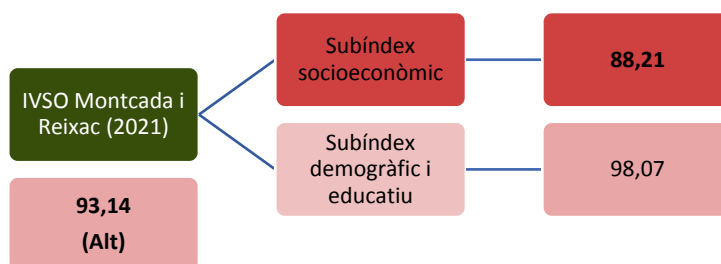 Subíndex
socioeconòmic
88,21
IVSO Montcada i
Reixac (2021)
Subíndex
demogràfic i
educatiu
98,07
93,14
(Alt)